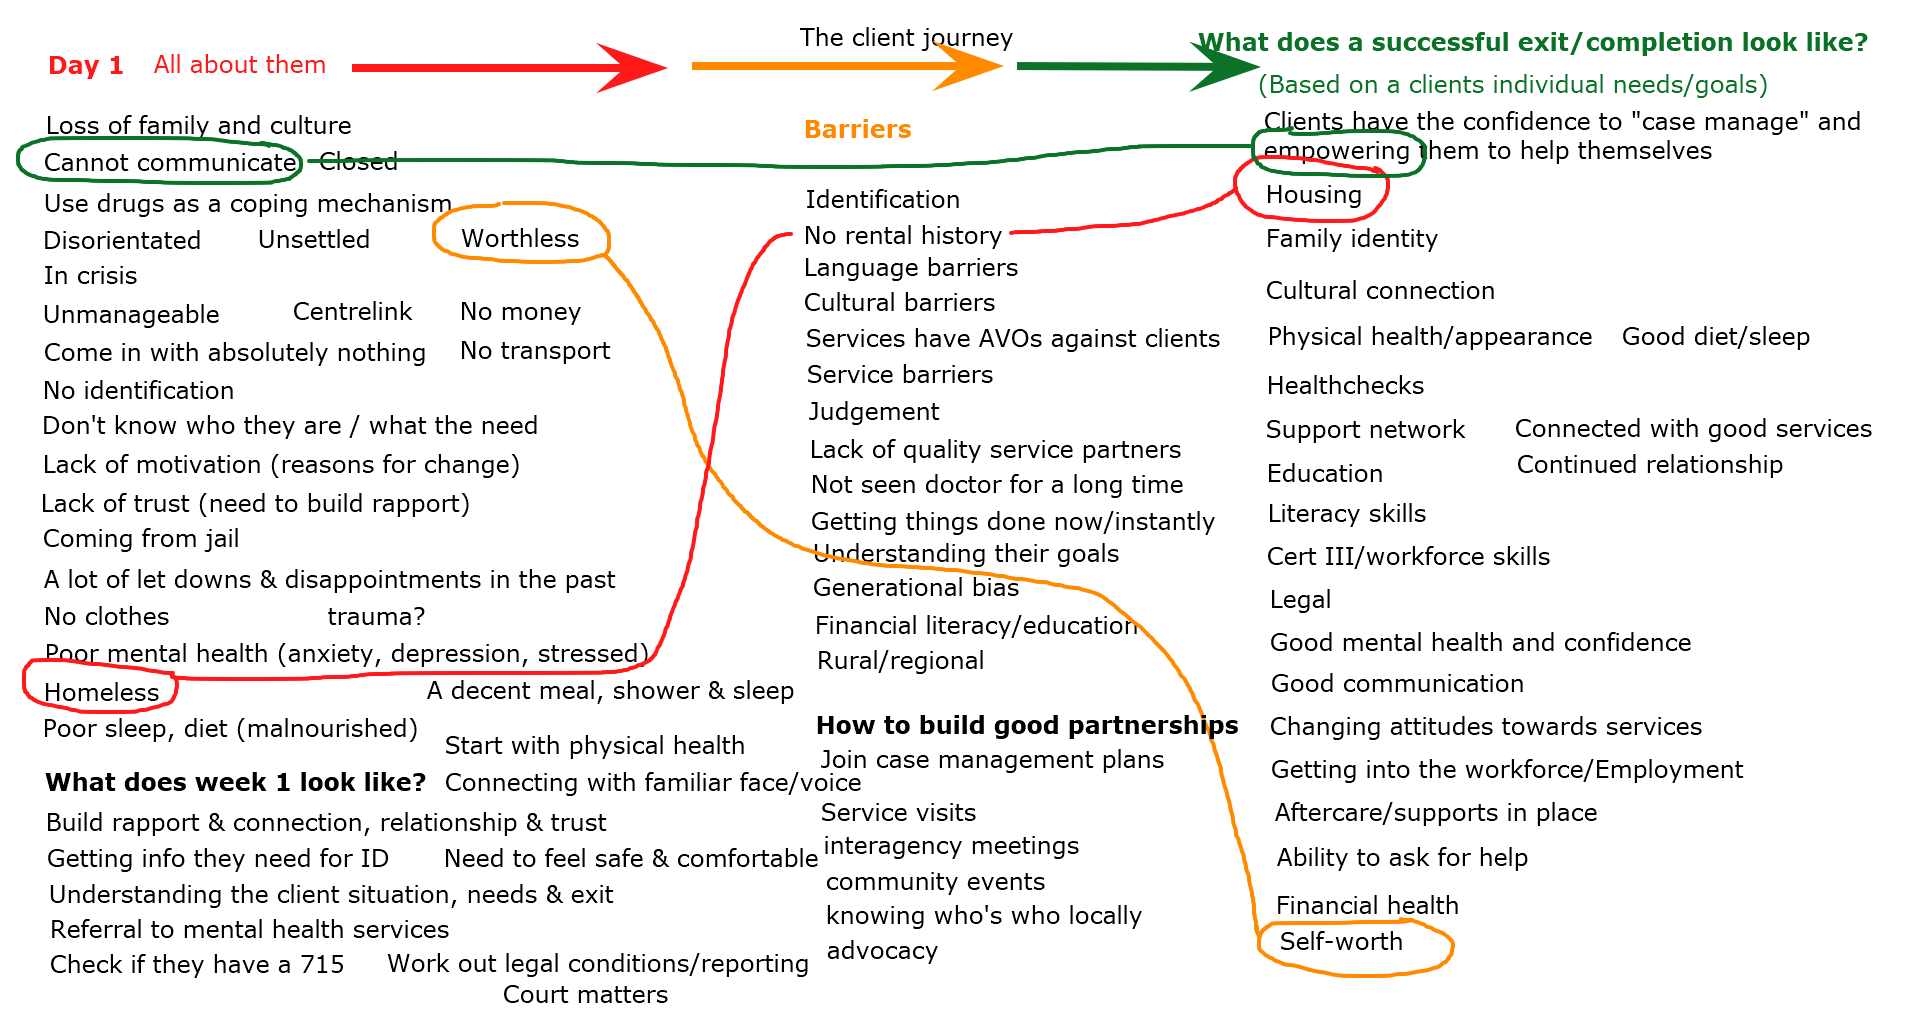 The client journey
Day 1 All about them
Loss of family and culture
Cannot communicate Closed
Use drugs as a coping mechanism
Disorientated Unsettled Worthless
In crisis
Unmanageable Centrelink No money
Come in with absolutely nothing No transport
No identification
Don't know who they are / what the need
Lack of motivation (reasons for change)
Lack of trust (need to build rapport)
Coming from jail
A lot of let downs & disappointments in the past
No clothes trauma?
Poor mental health (anxiety, depression, stressed)
Homeless
Poor sleep, diet (malnourished)
What does week 1 look like?
A decent meal, shower & sleep
Start with physical health
Connecting with familiar face/voice
Build rapport & connection, relationship & trust
Getting info they need for ID Need to feel safe & comfortable
Understanding the client situation, needs & exit
Referral to mental health services
Check if they have a 715 Work out legal conditions/reporting
Court matters
Barriers
Identification
No rental history
Language barriers
Cultural barriers
Services have AVOs against clients
Service barriers
Judgement
Lack of quality service partners
Not seen doctor for a long time
Getting things done now/instantly
Understanding their goals
Generational bias
Financial literacy/education
Rural/regional
How to build good partnerships
Join case management plans
Service visits
interagency meetings
community events
knowing who's who locally
advocacy
What does a successful exit/completion look like?
(Based on a clients individual needs/goals)
Clients have the confidence to "case manage" and
empowering them to help themselves
Housing
Family identity
Cultural connection
Physical health/appearance Good diet/sleep
Healthchecks
Support network Connected with good services
Education Continued relationship
Literacy skills
Cert III/workforce skills
Legal
Good mental health and confidence
Good communication
Changing attitudes towards services
Getting into the workforce/Employment
Aftercare/supports in place
Ability to ask for help
Financial health
Self-worth